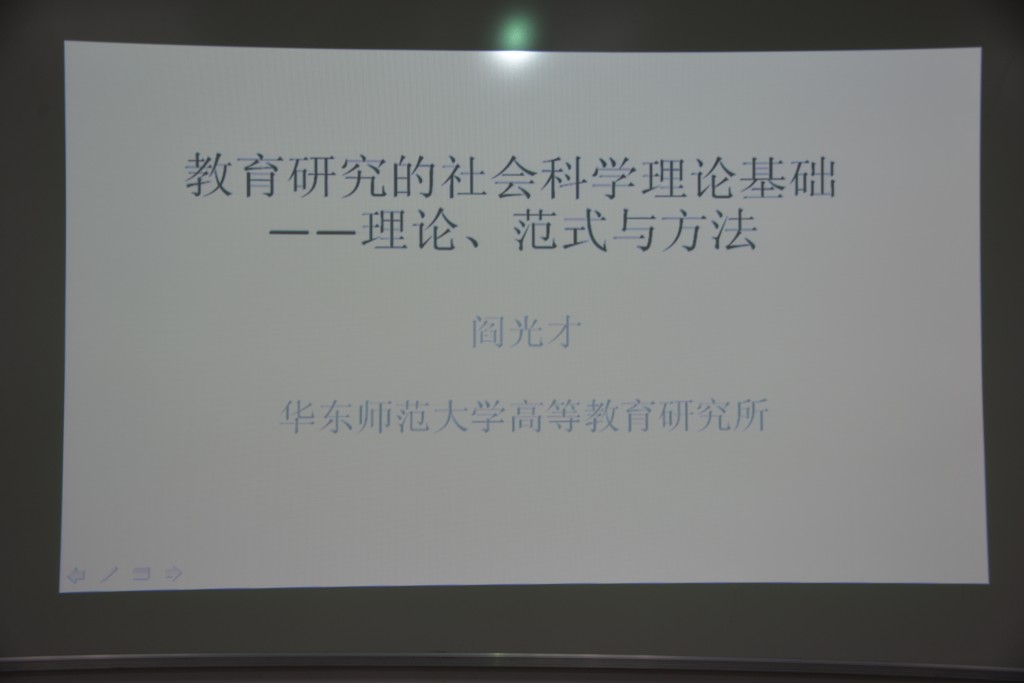 教育研究的社会科学理论基础
——理论、范式与方法
阎光才
华东师范大学高等教育研究所